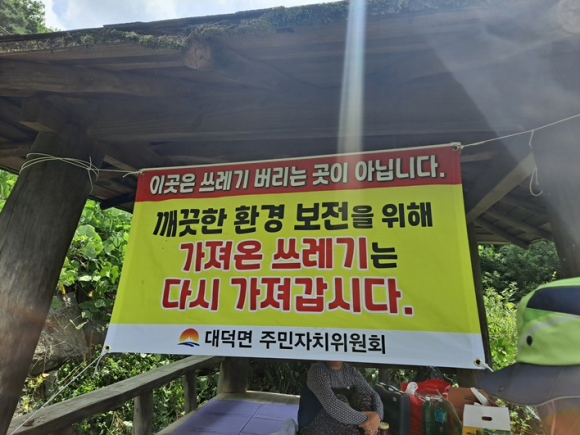 이곳은 쓰레기 버리는 곳이 아닙니다.
깨끗한 환경 보전을 위해
가져온 쓰레기는
다시 가져갑시다.
대덕면 주민자치위원회